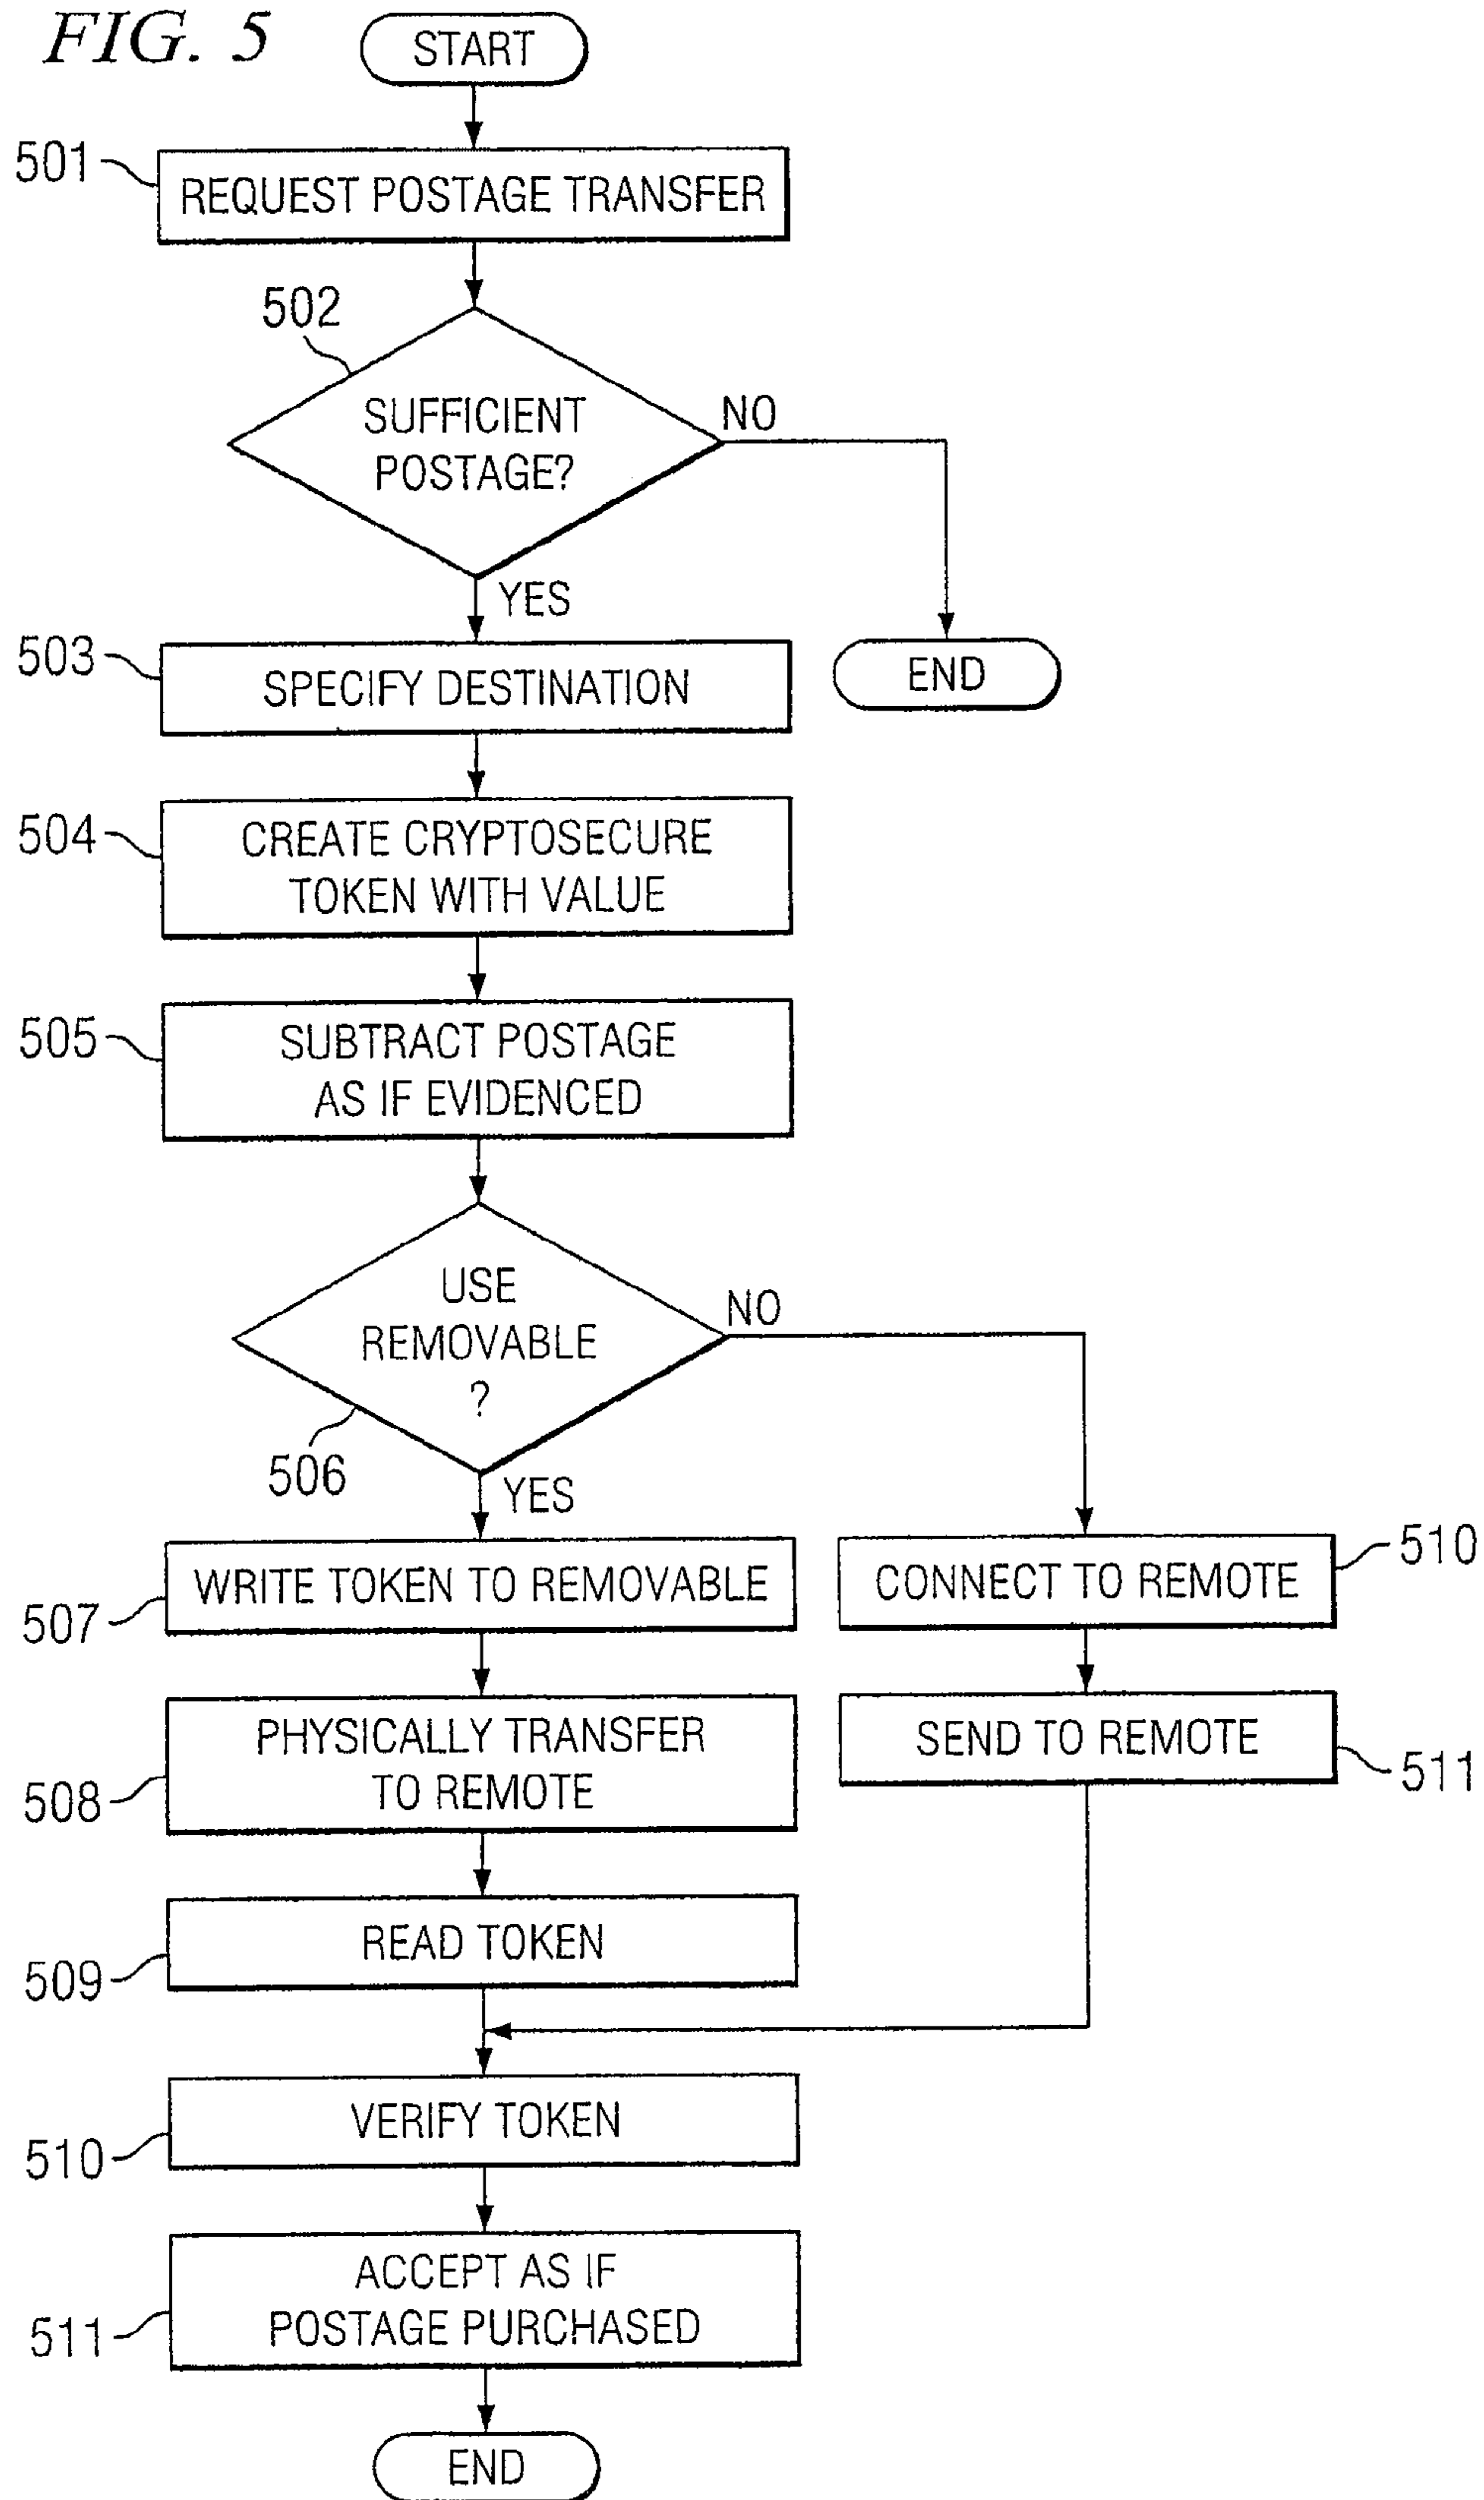 FIG. 5
START
501
REQUEST POSTAGE TRANSFER
502
SUFFICIENT
POSTAGE?
NO
YES
503
SPECIFY DESTINATION
END
504
CREATE CRYPTOSECURE
TOKEN WITH VALUE
505
SUBTRACT POSTAGE
AS IF EVIDENCED
USE
REMOVABLE
?
NO
506
YES
507
WRITE TOKEN TO REMOVABLE
CONNECT TO REMOTE
510
508
PHYSICALLY TRANSFER
TO REMOTE
SEND TO REMOTE
511
509
READ TOKEN
510
VERIFY TOKEN
511
ACCEPT AS IF
POSTAGE PURCHASED
END